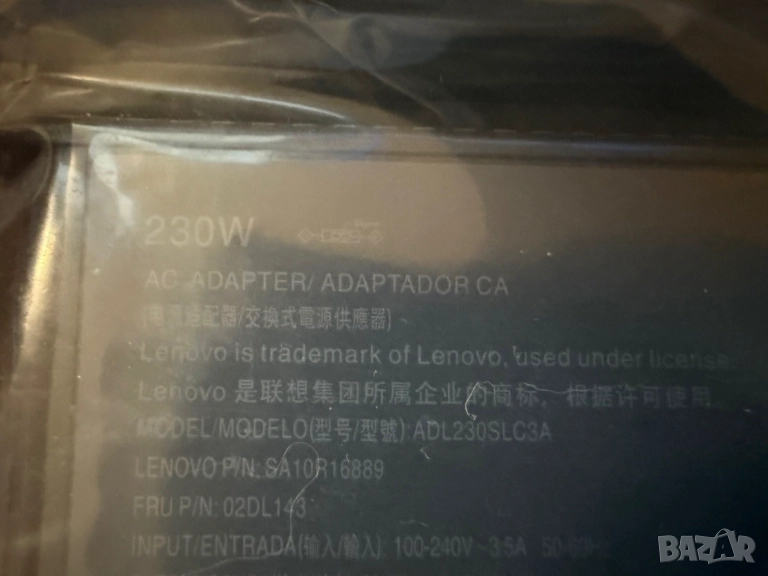 230W
AC ADAPTER/ ADAPTADOR CA
(电源适配器/交換式電源供應器)
Lenovo is trademark of Lenovo, used under license.
Lenovo 是联想集团所属企业的商标，根据许可使用
MODEL/MODELO(型号/型號):ADL230SLC3A
LENOVO P/N: SA10R16889
FRU P/N: 02DL143
INPUT/ENTRADA(输入/輸入): 100-240V~3.5A 50-60Hz
BAZAR